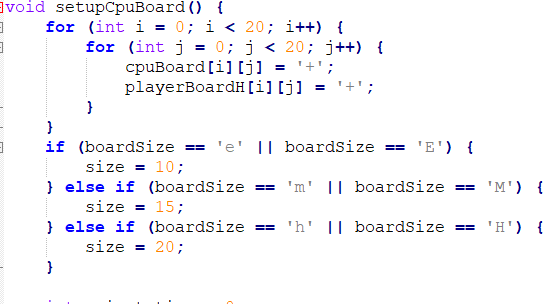 void setupCpuBoard() {
    for (int i = 0; i < 20; i++) {
        for (int j = 0; j < 20; j++) {
            cpuBoard[i][j] = '+';
            playerBoardH[i][j] = '+';
        }
    }
    if (boardSize == 'e' || boardSize == 'E') {
        size = 10;
    } else if (boardSize == 'm' || boardSize == 'M') {
        size = 15;
    } else if (boardSize == 'h' || boardSize == 'H') {
        size = 20;
    }